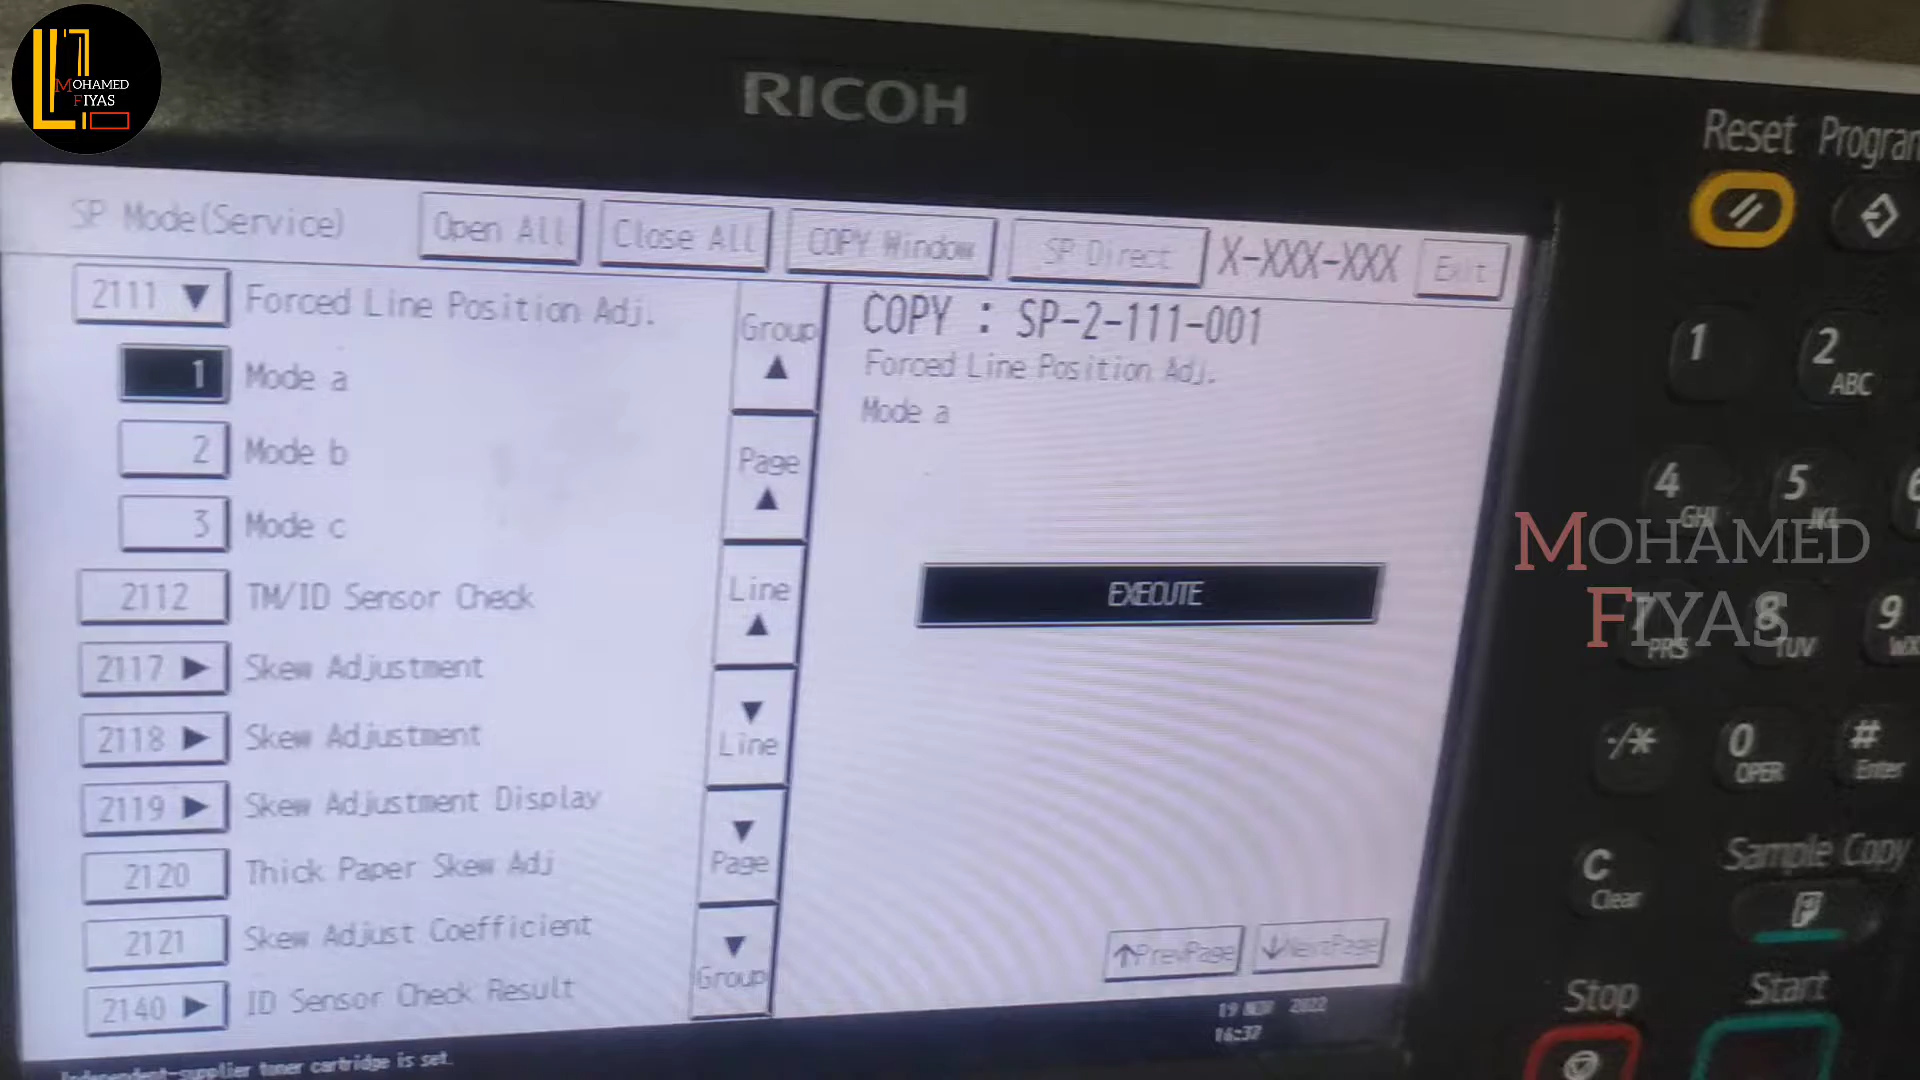 MOHAMED
FIYAS
RICOH
Reset Program
SP Mode(Service)
Open All
Close All
COPY Window
SP Direct
X-XXX-XXX
Exit
2111 ▼ Forced Line Position Adj.
1 Mode a
2 Mode b
3 Mode c
2112 TM/ID Sensor Check
2117 ▶ Skew Adjustment
2118 ▶ Skew Adjustment
2119 ▶ Skew Adjustment Display
2120 Thick Paper Skew Adj
2121 Skew Adjust Coefficient
2140 ▶ ID Sensor Check Result
Group
▲
Page
▲
Line
▲
▼
Line
▼
Page
▼
Group
COPY : SP-2-111-001
Forced Line Position Adj.
Mode a
EXECUTE
↑PrevPage
↓NextPage
19 NOV 2022
16:37
Independent-supplier toner cartridge is set.
1
2 ABC
4 GHI
5 JKL
6
MOHAMED
FIYAS
7 PRS
8 TUV
9 WX
./*
0 OPER
# Enter
C Clear
Sample Copy
Stop
Start